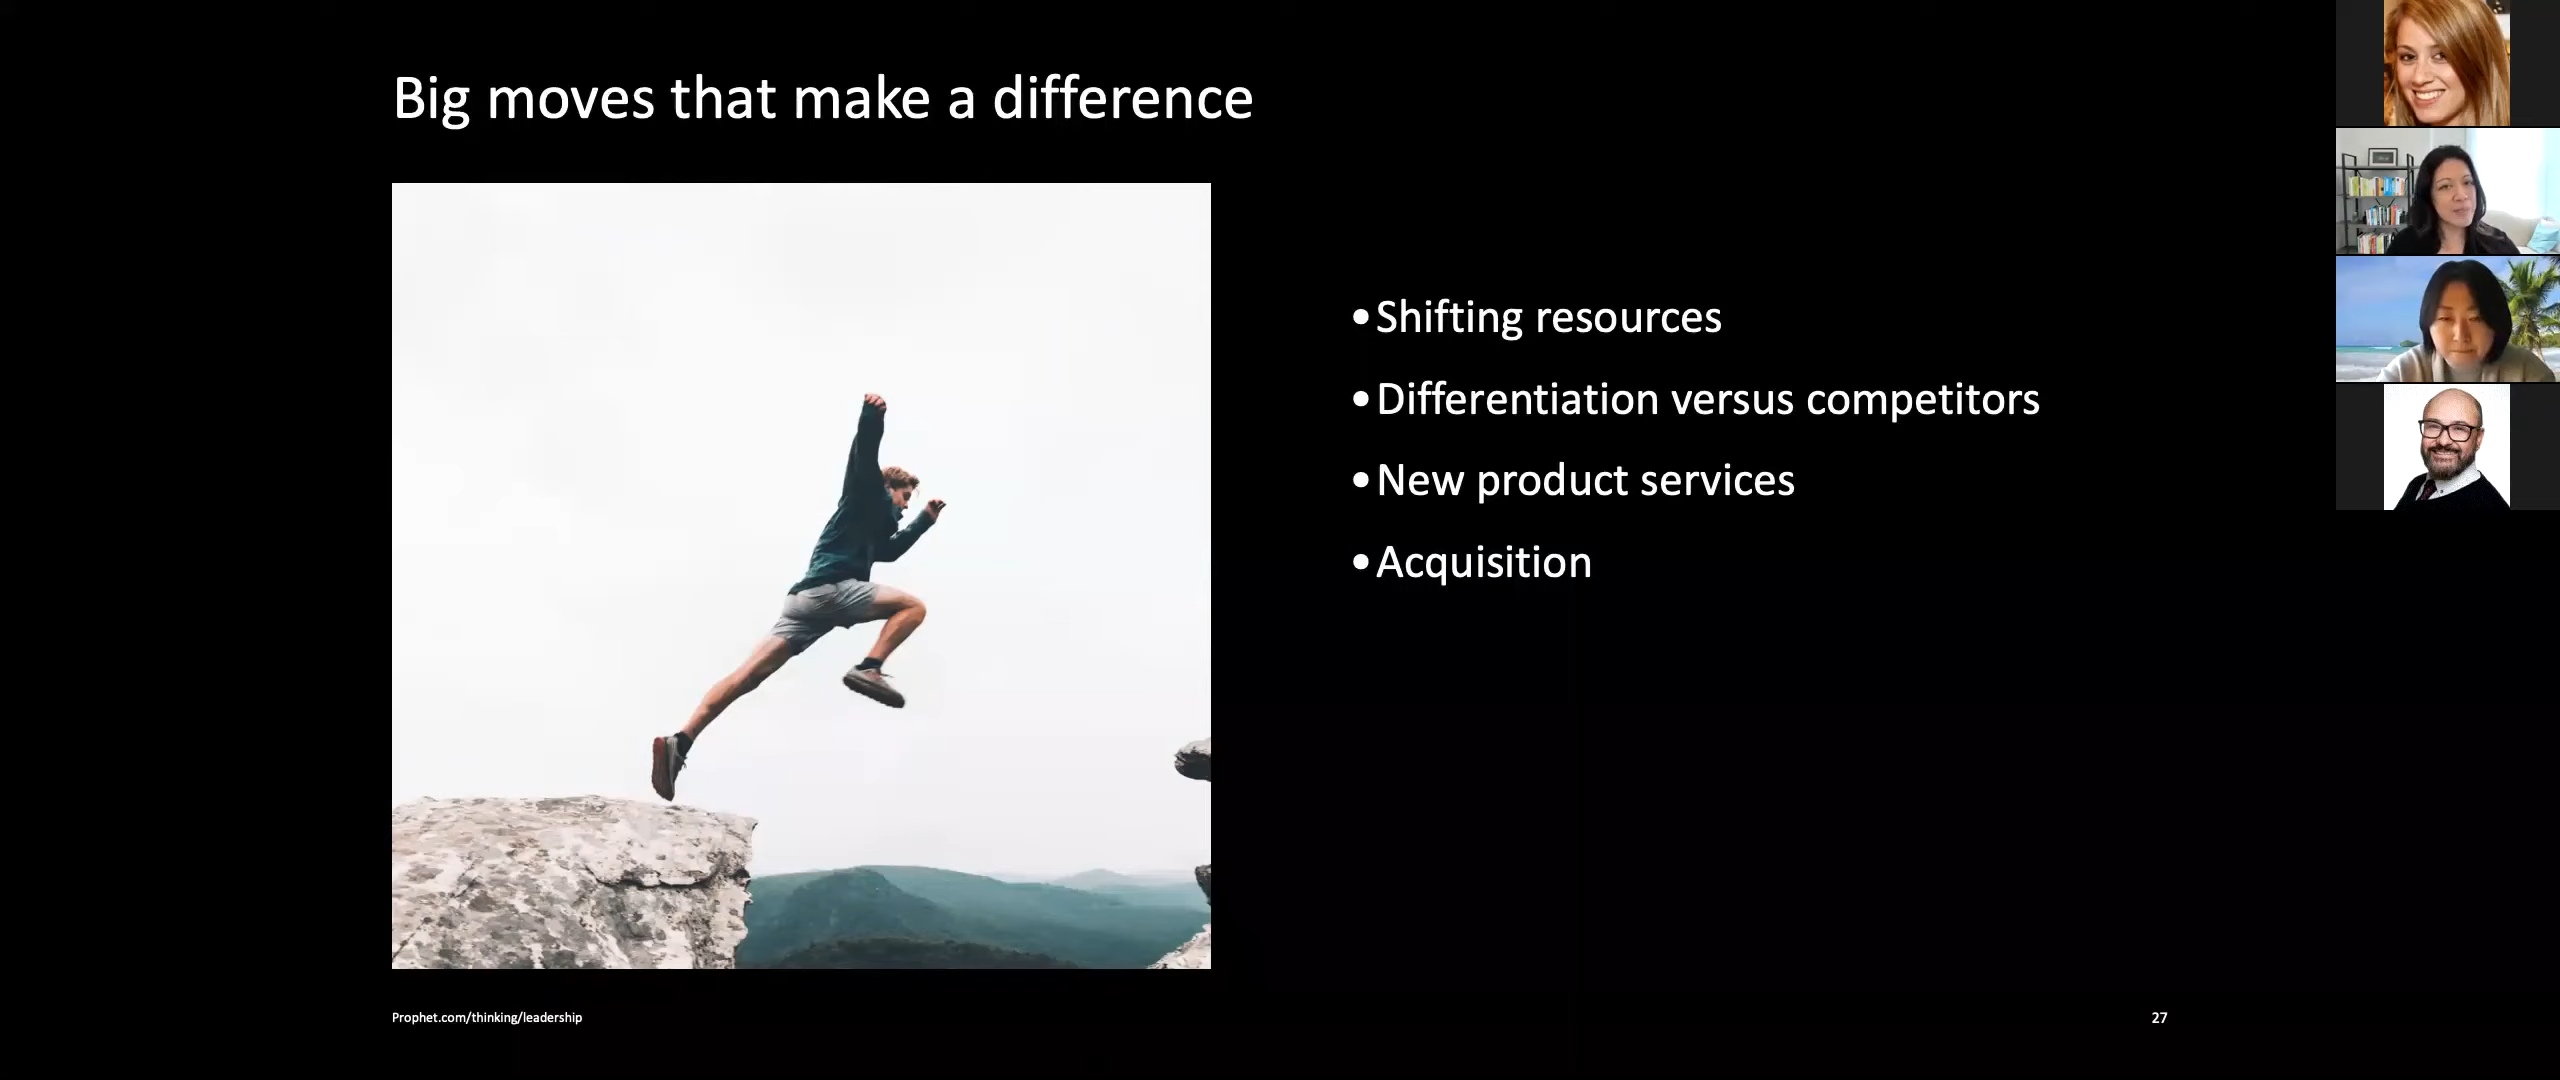 Big moves that make a difference
•Shifting resources
•Differentiation versus competitors
•New product services
•Acquisition
Prophet.com/thinking/leadership
27